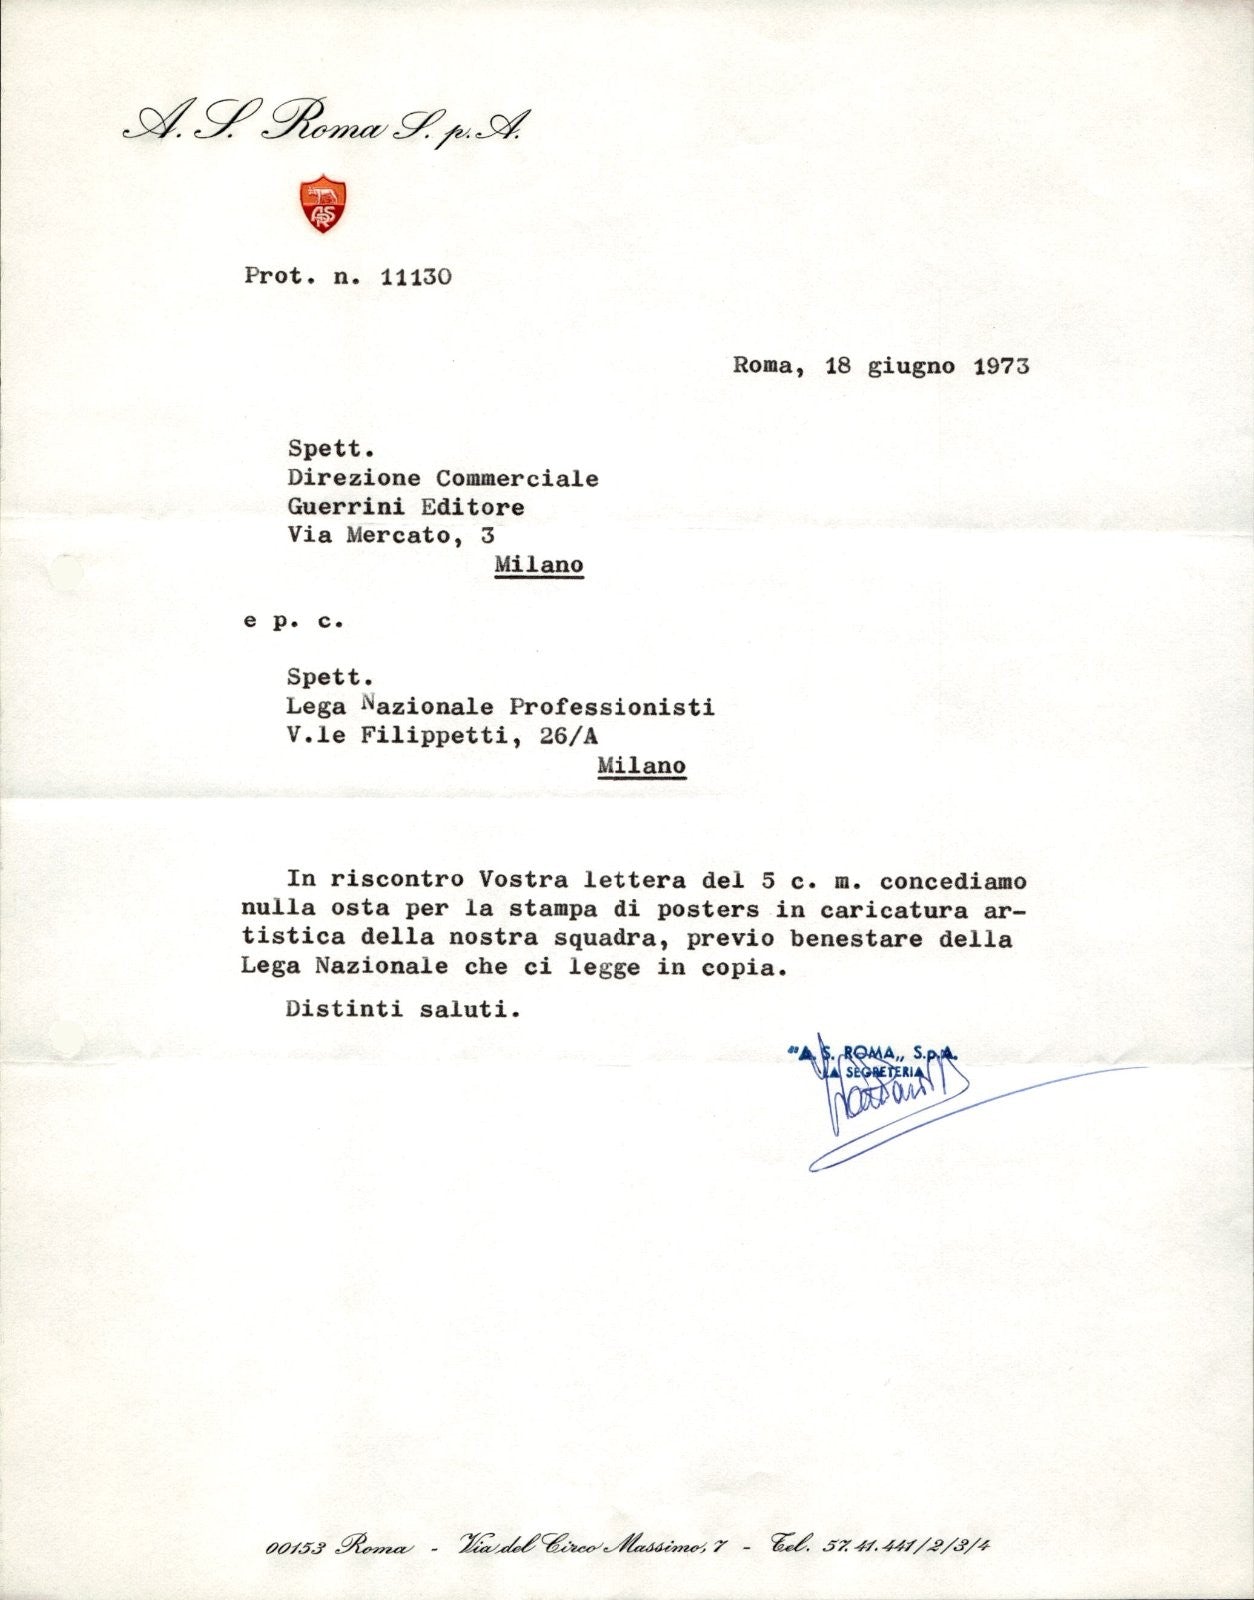 A. S. Roma S. p. A.
ASR
Prot. n. 11130
Roma, 18 giugno 1973
Spett.
Direzione Commerciale
Guerrini Editore
Via Mercato, 3
Milano
e p. c.
Spett.
Lega Nazionale Professionisti
V.le Filippetti, 26/A
Milano
In riscontro Vostra lettera del 5 c. m. concediamo
nulla osta per la stampa di posters in caricatura ar-
tistica della nostra squadra, previo benestare della
Lega Nazionale che ci legge in copia.
Distinti saluti.
"A. S. ROMA,, S.p.A.
LA SEGRETERIA
00153 Roma - Via del Circo Massimo, 7 - Tel. 57.41.441/2/3/4